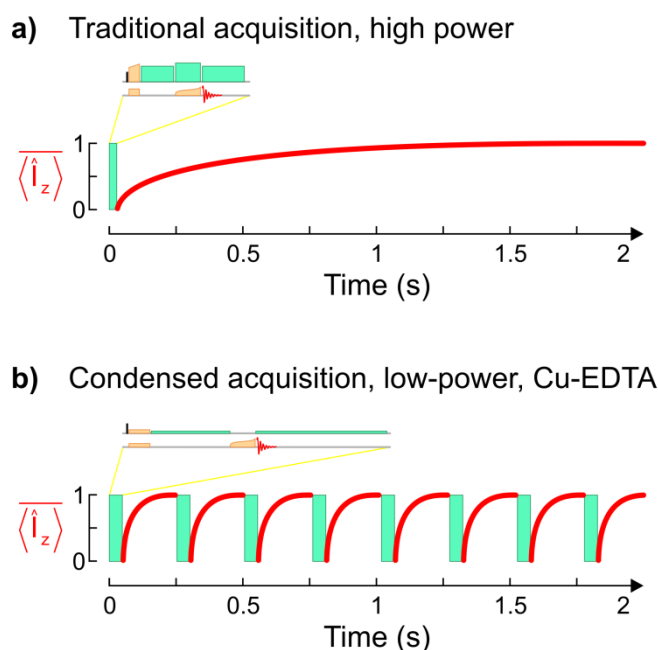 a) Traditional acquisition, high power
1
⟨Î_z⟩
0
0 0.5 1 1.5 2
Time (s)
b) Condensed acquisition, low-power, Cu-EDTA
1
⟨Î_z⟩
0
0 0.5 1 1.5 2
Time (s)